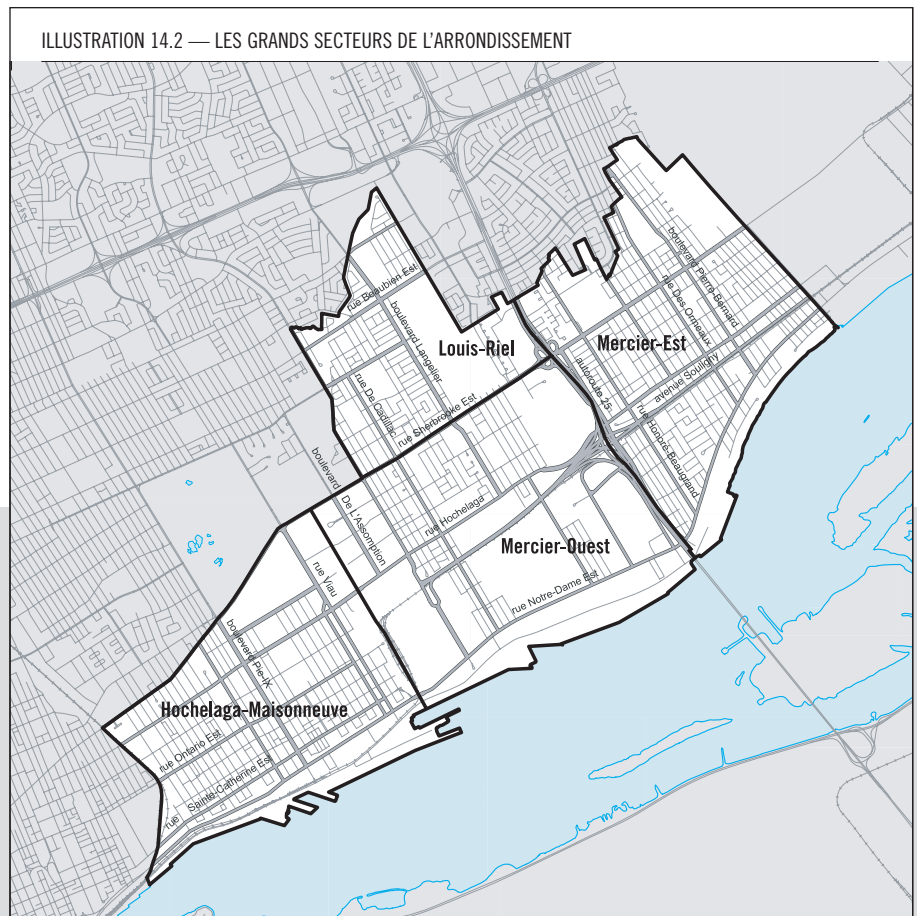 ILLUSTRATION 14.2 — LES GRANDS SECTEURS DE L'ARRONDISSEMENT
rue Beaubien Est
boulevard Langelier
rue De Cadillac
rue Sherbrooke Est
Louis-Riel
Mercier-Est
boulevard Pierre-Bernard
rue Des Ormeaux
avenue Souligny
autoroute 25
rue Honoré-Beaugrand
boulevard De L'Assomption
rue Hochelaga
Mercier-Ouest
rue Notre-Dame Est
rue Viau
boulevard Pie-IX
Hochelaga-Maisonneuve
rue Ontario Est
rue Sainte-Catherine Est